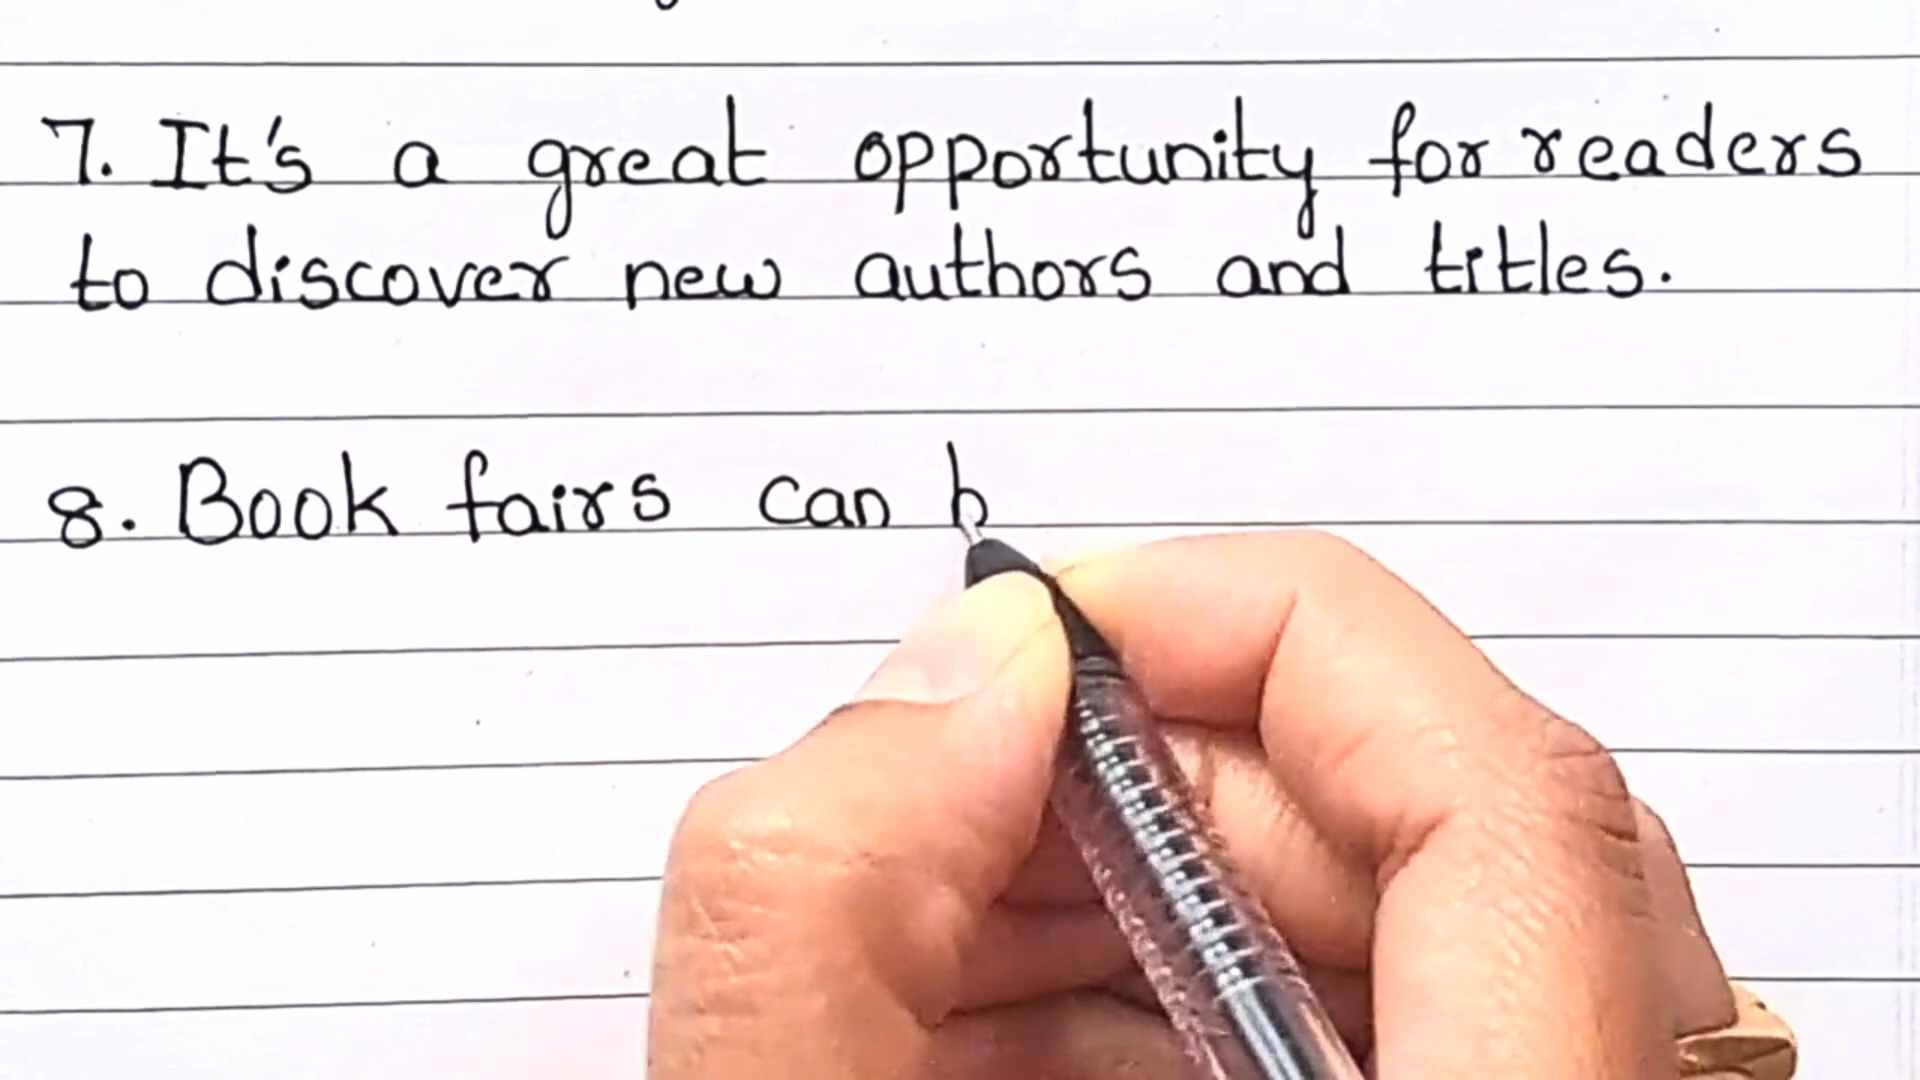 7. It's a great opportunity for readers
to discover new authors and titles.
8. Book fairs can b